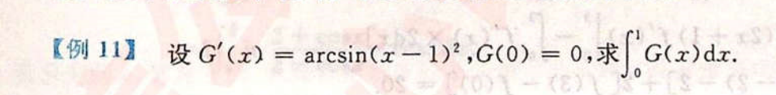 【例 11】 设 G′(x) = arcsin(x − 1)², G(0) = 0, 求∫₀¹ G(x)dx.